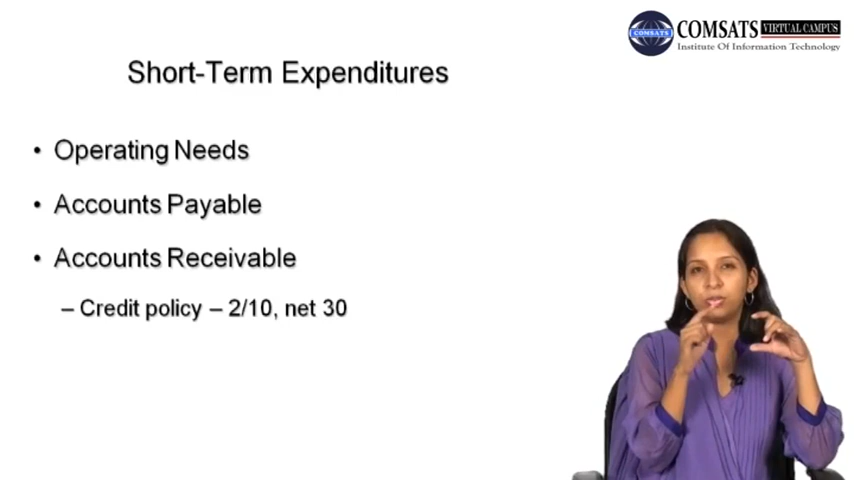 COMSATS VIRTUAL CAMPUS
COMSATS
Institute Of Information Technology
Short-Term Expenditures
• Operating Needs
• Accounts Payable
• Accounts Receivable
– Credit policy – 2/10, net 30